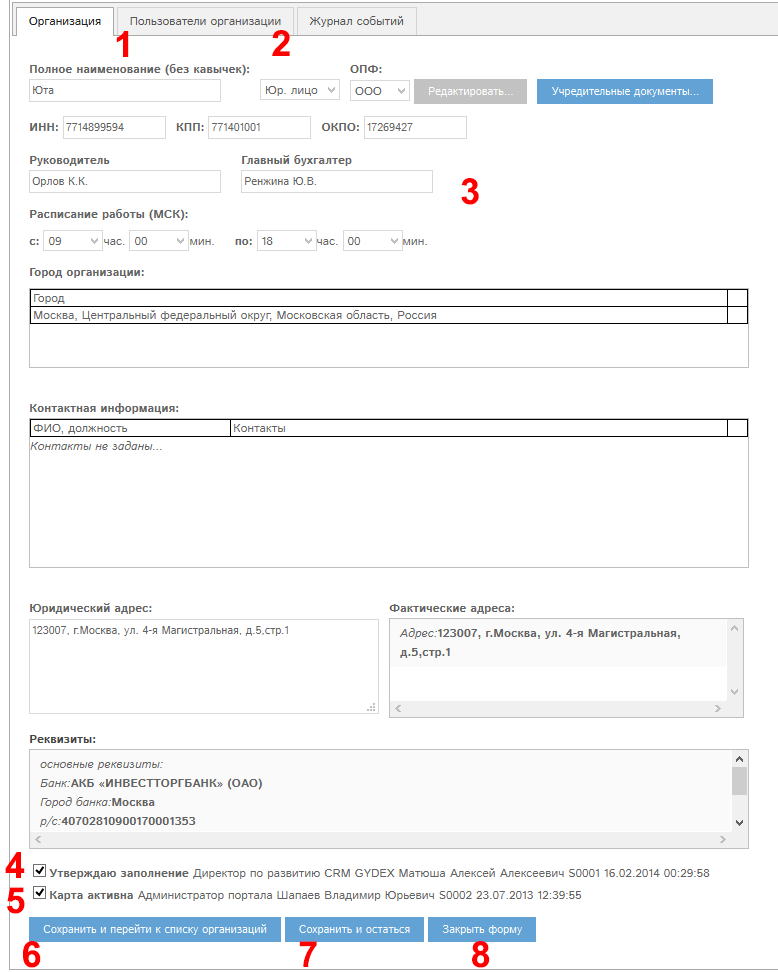 Организация Пользователи организации Журнал событий
1 2
Полное наименование (без кавычек): ОПФ:
Юта Юр. лицо ООО Редактировать... Учредительные документы...
ИНН: 7714899594 КПП: 771401001 ОКПО: 17269427
Руководитель Главный бухгалтер
Орлов К.К. Ренжина Ю.В. 3
Расписание работы (МСК):
с: 09 час. 00 мин. по: 18 час. 00 мин.
Город организации:
Город
Москва, Центральный федеральный округ, Московская область, Россия
Контактная информация:
ФИО, должность Контакты
Контакты не заданы...
Юридический адрес: Фактические адреса:
123007, г.Москва, ул. 4-я Магистральная, д.5,стр.1 Адрес:123007, г.Москва, ул. 4-я Магистральная,
д.5,стр.1
Реквизиты:
основные реквизиты:
Банк:АКБ «ИНВЕСТТОРГБАНК» (ОАО)
Город банка:Москва
р/с:40702810900170001353
4 Утверждаю заполнение Директор по развитию CRM GYDEX Матюша Алексей Алексеевич S0001 16.02.2014 00:29:58
5 Карта активна Администратор портала Шапаев Владимир Юрьевич S0002 23.07.2013 12:39:55
Сохранить и перейти к списку организаций Сохранить и остаться Закрыть форму
6 7 8